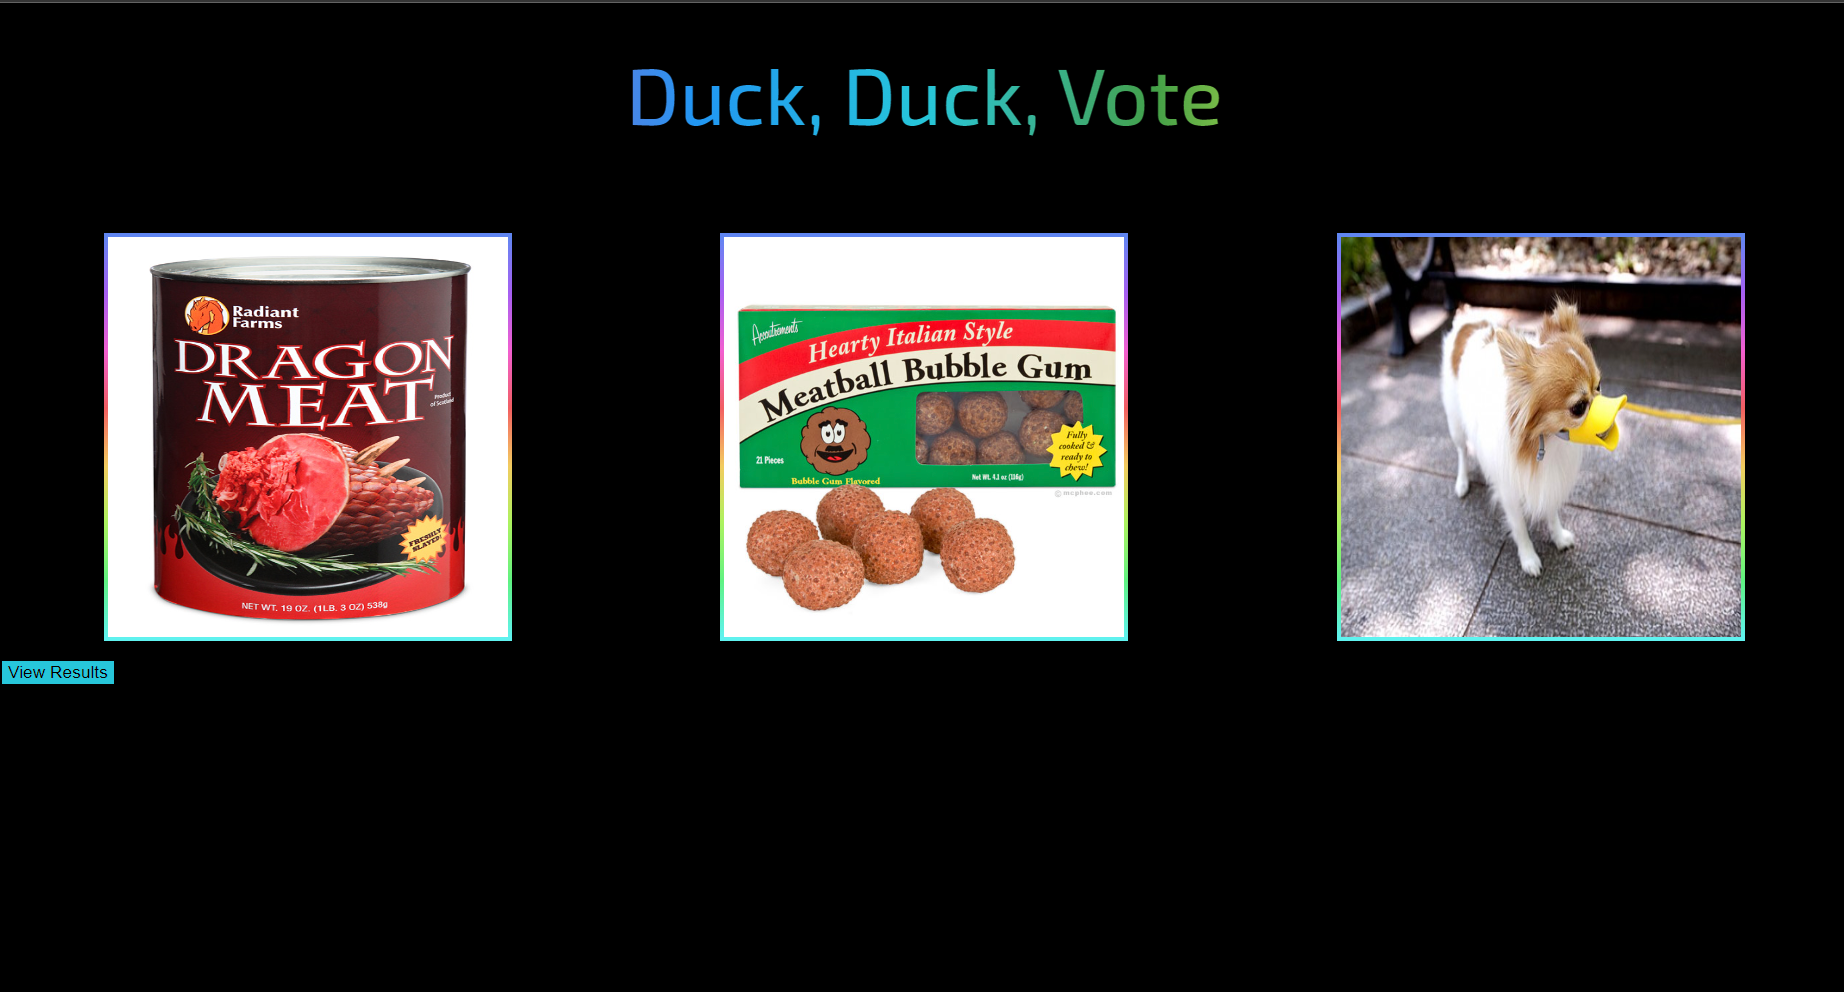 Duck, Duck, Vote
Radiant
Farms
DRAGON
MEAT
Product
of Scotland
FRESHLY
SLAYED!
NET WT. 19 OZ. (1LB. 3 OZ) 538g
Accoutrements
Hearty Italian Style
Meatball Bubble Gum
21 Pieces
Bubble Gum Flavored
Fully
cooked &
ready to
chew!
Net Wt. 4.1 oz (116g)
©mcphee.com
View Results